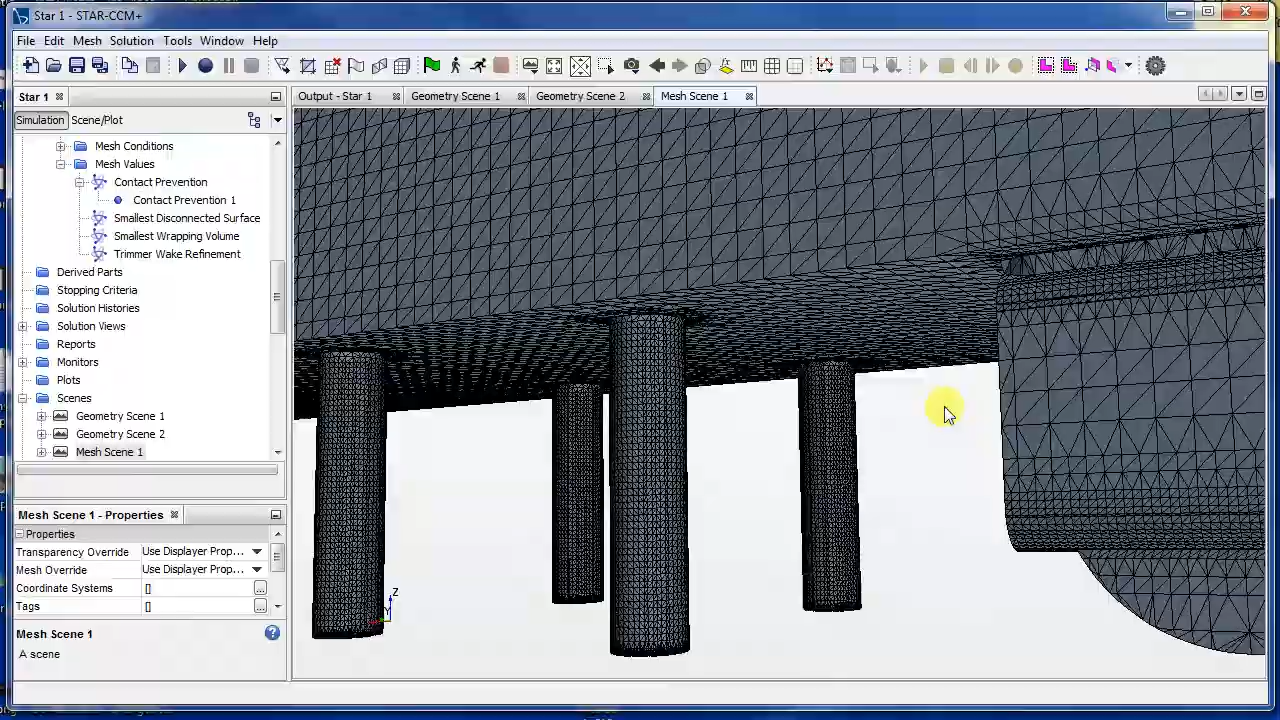 Star 1 - STAR-CCM+
File Edit Mesh Solution Tools Window Help
Star 1
Output - Star 1 Geometry Scene 1 Geometry Scene 2 Mesh Scene 1
Simulation Scene/Plot
Mesh Conditions
Mesh Values
Contact Prevention
Contact Prevention 1
Smallest Disconnected Surface
Smallest Wrapping Volume
Trimmer Wake Refinement
Derived Parts
Stopping Criteria
Solution Histories
Solution Views
Reports
Monitors
Plots
Scenes
Geometry Scene 1
Geometry Scene 2
Mesh Scene 1
Mesh Scene 1 - Properties
Properties
Transparency Override Use Displayer Prop...
Mesh Override Use Displayer Prop...
Coordinate Systems []
Tags []
Mesh Scene 1
A scene
Z
Y